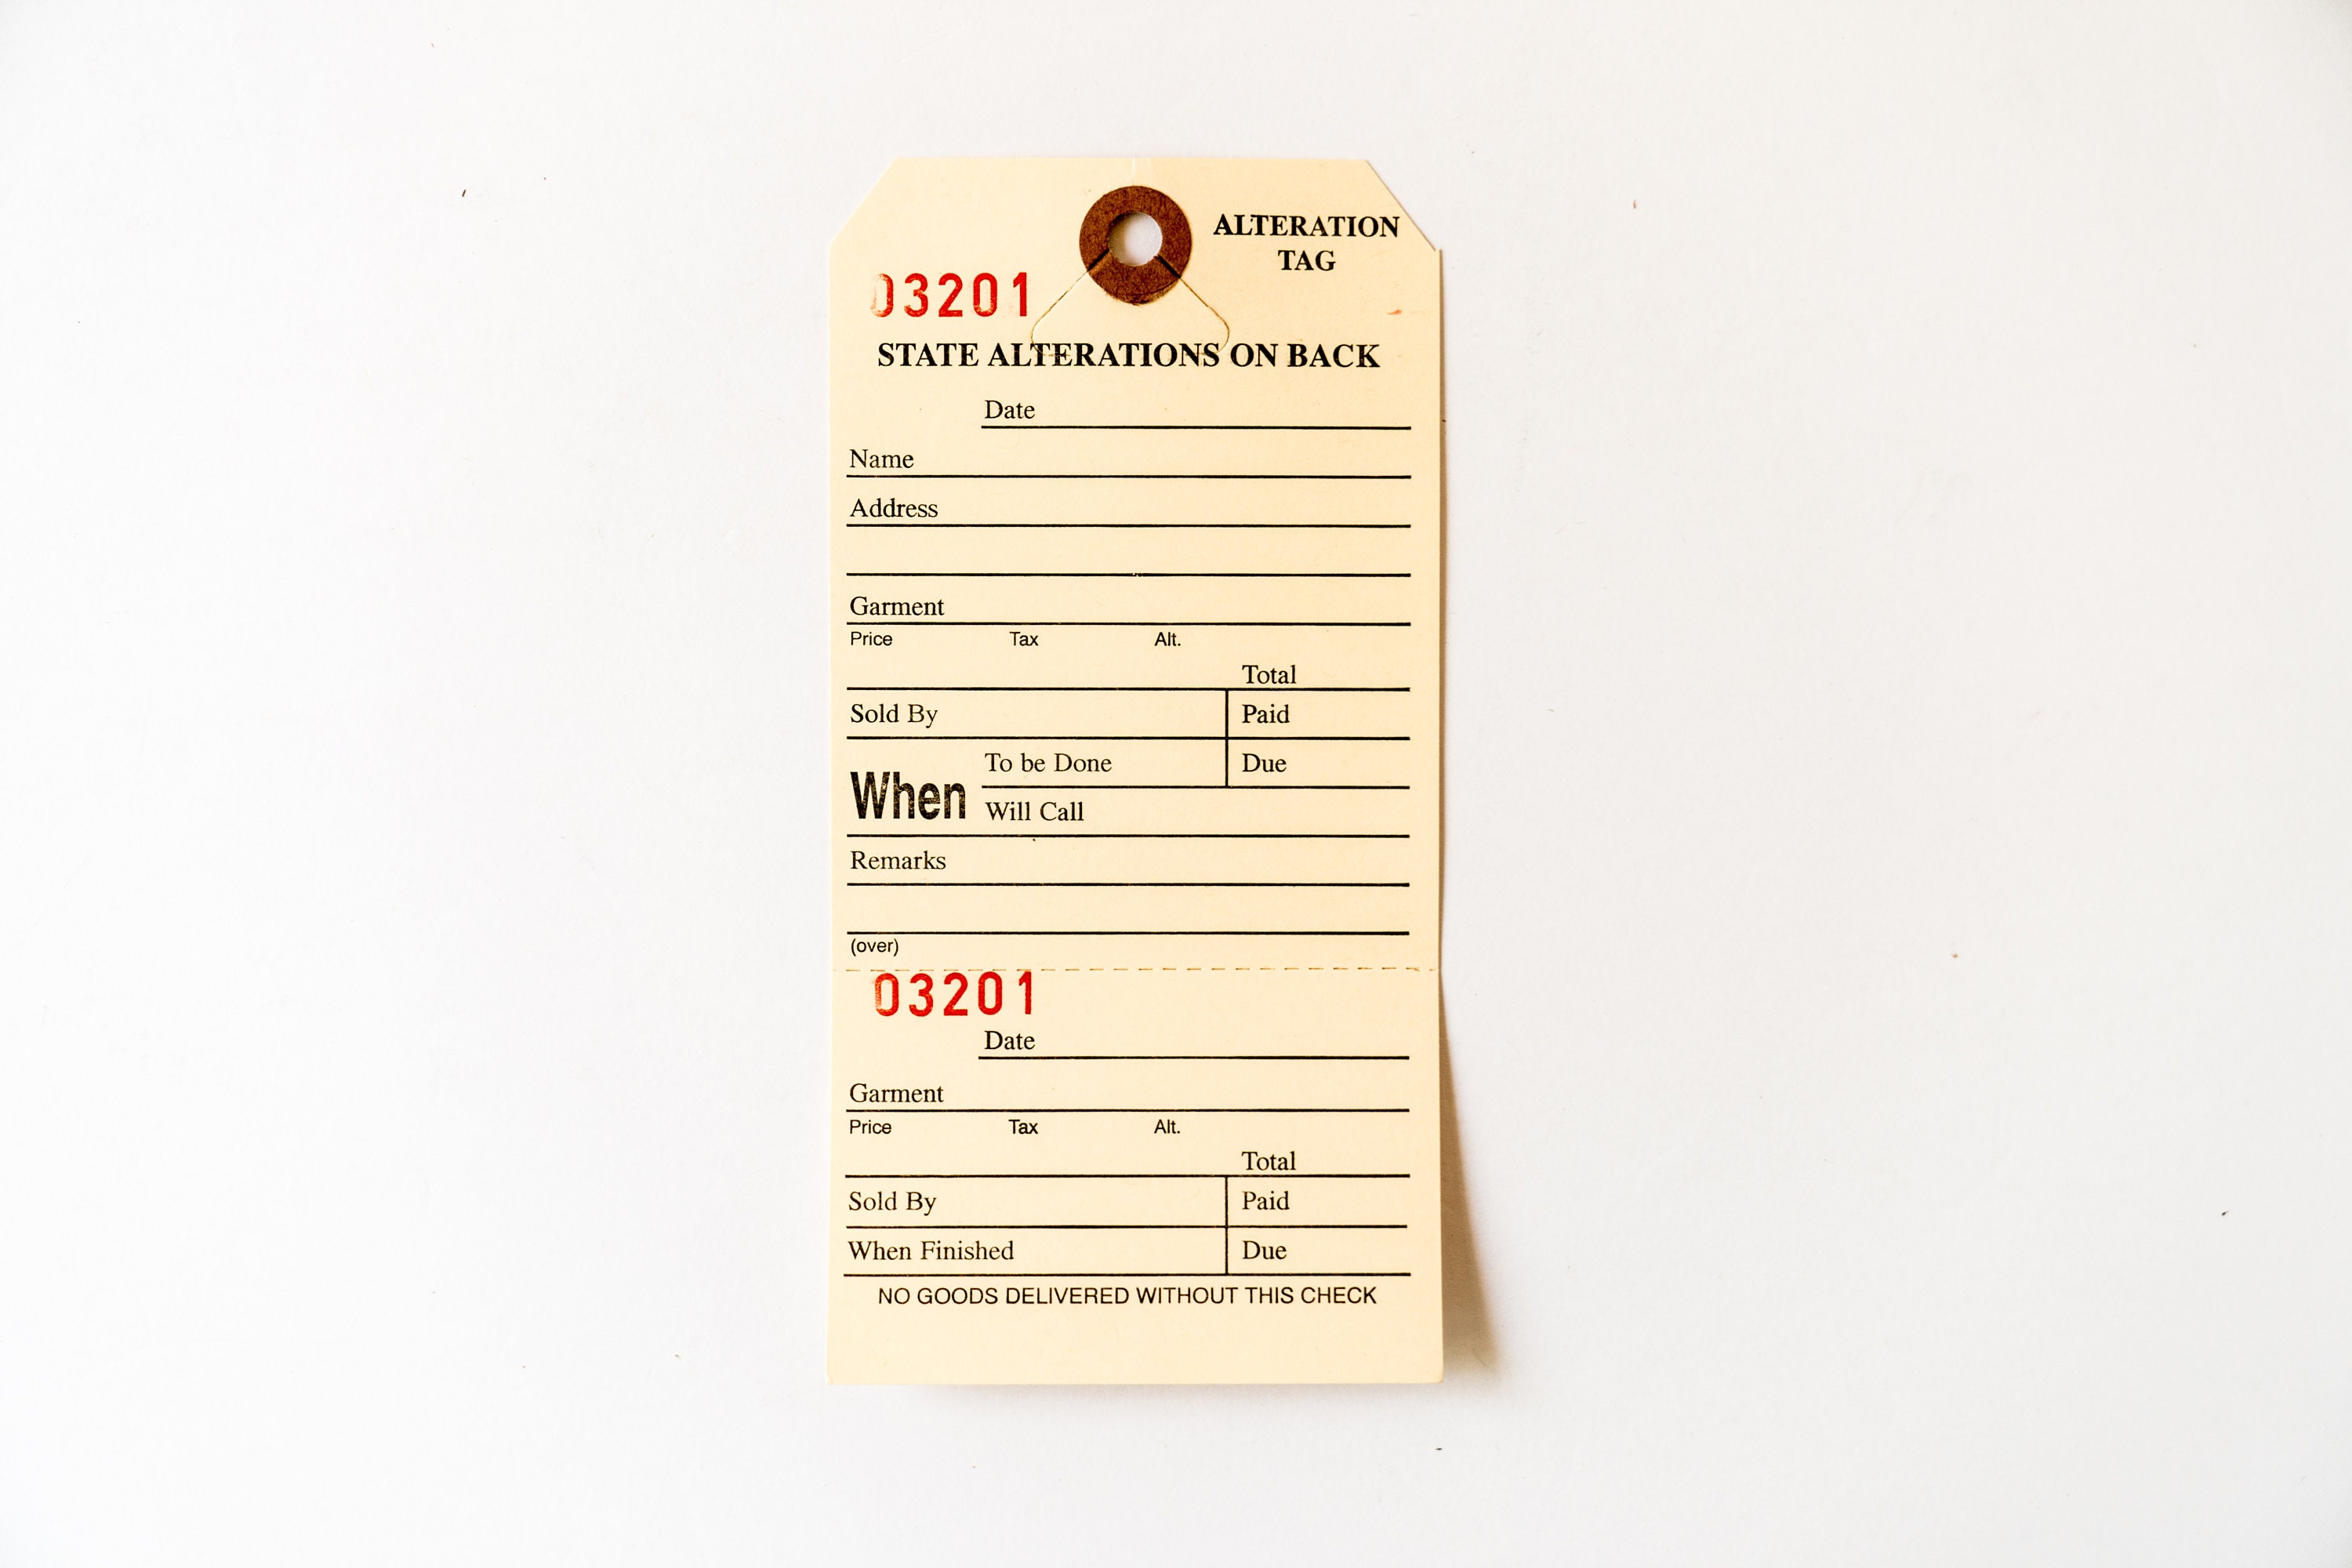 ALTERATION
TAG
03201
STATE ALTERATIONS ON BACK
Date
Name
Address
Garment
Price Tax Alt.
Total
Sold By Paid
When To be Done Due
Will Call
Remarks
(over)
03201
Date
Garment
Price Tax Alt.
Total
Sold By Paid
When Finished Due
NO GOODS DELIVERED WITHOUT THIS CHECK